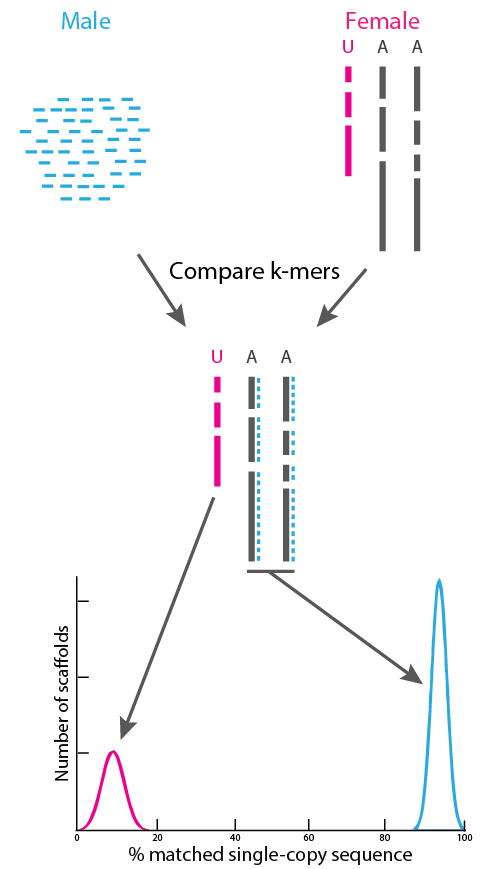 Male Female
U A A
Compare k-mers
U A A
Number of scaffolds
0 20 40 60 80 100
% matched single-copy sequence